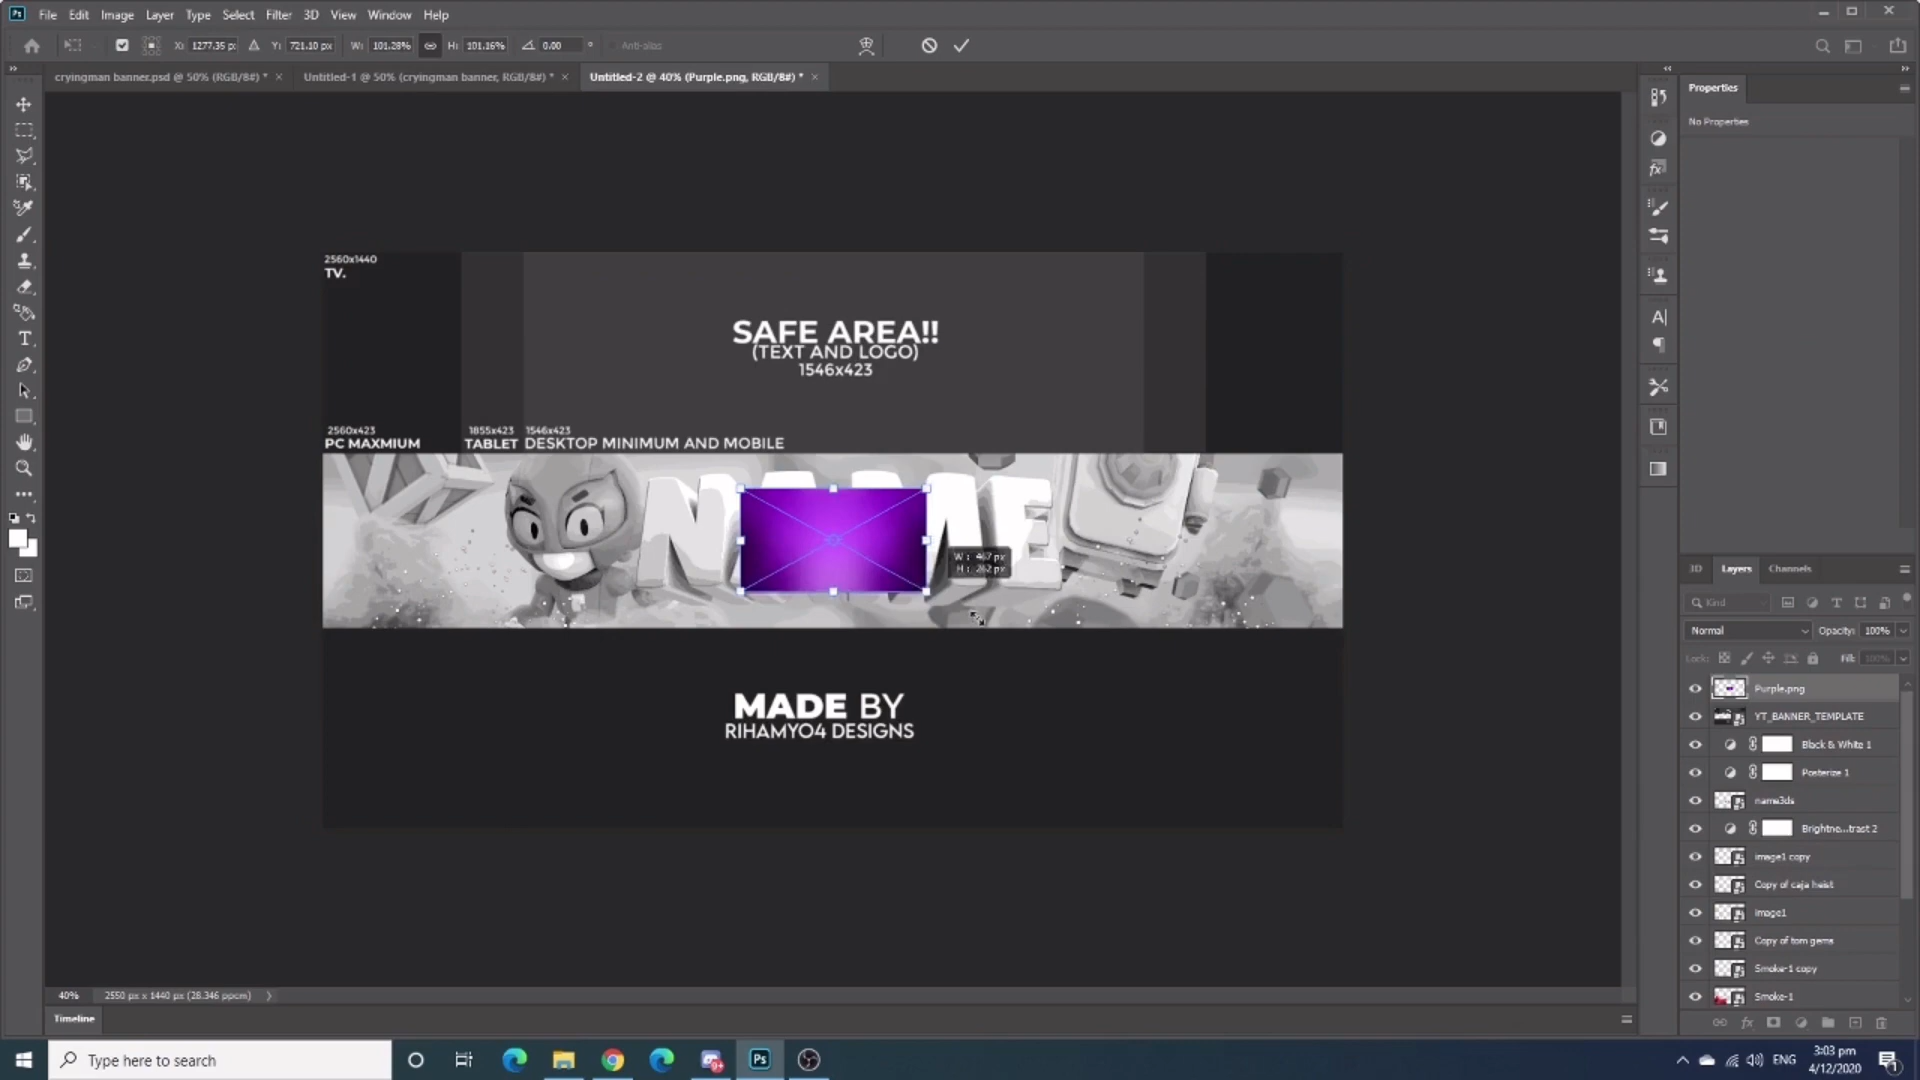 File Edit Image Layer Type Select Filter 3D View Window Help
X: 1277.35 px Y: 721.10 px W: 101.28% H: 101.16% 0.00 ° Anti-alias
cryingman banner.psd @ 50% (RGB/8#) * × Untitled-1 @ 50% (cryingman banner, RGB/8#) * × Untitled-2 @ 40% (Purple.png, RGB/8#) * ×
Properties
No Properties
2560x1440
TV.
SAFE AREA!!
(TEXT AND LOGO)
1546x423
2560x423 1855x423 1546x423
PC MAXMIUM TABLET DESKTOP MINIMUM AND MOBILE
W: 467 px
H: 262 px
MADE BY
RIHAMYO4 DESIGNS
3D Layers Channels
Kind
Normal Opacity: 100%
Lock: Fill: 100%
Purple.png
YT_BANNER_TEMPLATE
Black & White 1
Posterize 1
name3ds
Brightne...trast 2
image1 copy
Copy of caja heist
image1
Copy of tom gems
Smoke-1 copy
Smoke-1
40% 2550 px x 1440 px (28.346 ppcm)
Timeline
Type here to search
ENG
3:03 pm
4/12/2020